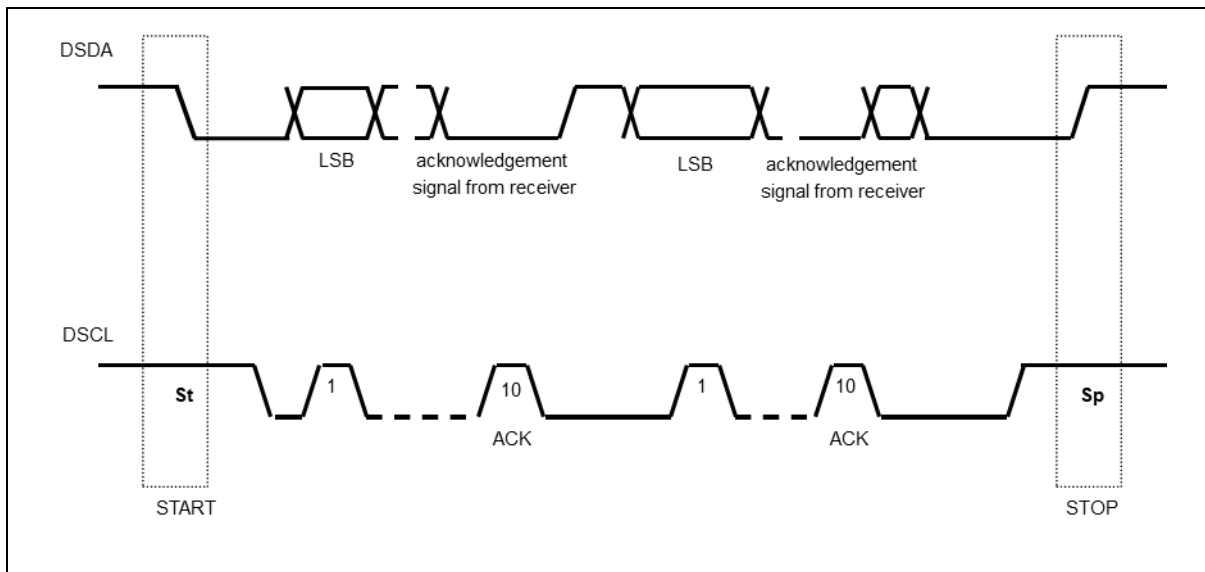 DSDA
LSB
acknowledgement
signal from receiver
LSB
acknowledgement
signal from receiver
DSCL
St
1
10
1
10
Sp
ACK
ACK
START
STOP